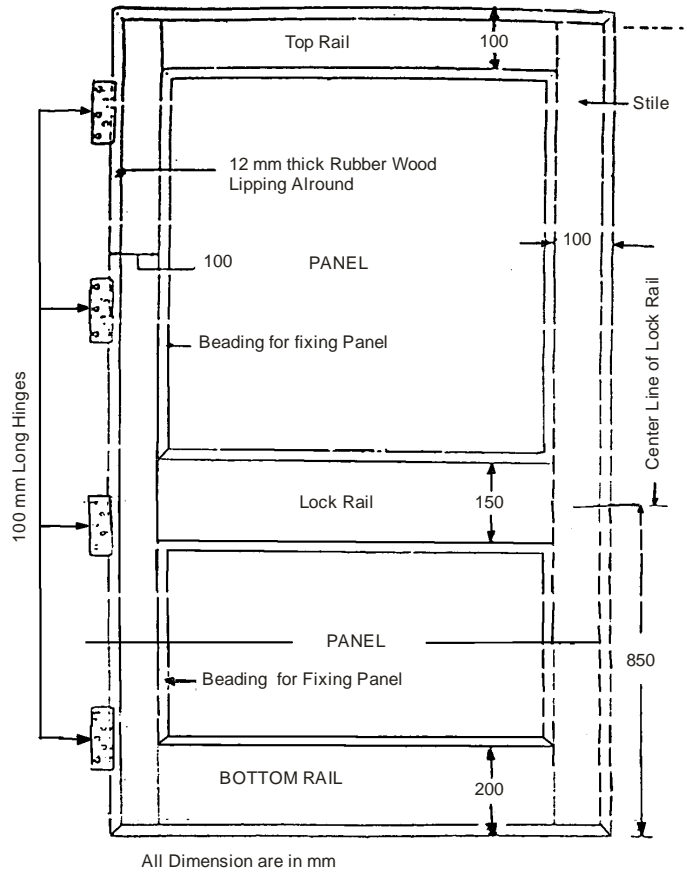 Top Rail
100
Stile
12 mm thick Rubber Wood
Lipping Alround
100
100
PANEL
Beading for fixing Panel
Center Line of Lock Rail
100 mm Long Hinges
Lock Rail
150
PANEL
850
Beading for Fixing Panel
BOTTOM RAIL
200
All Dimension are in mm